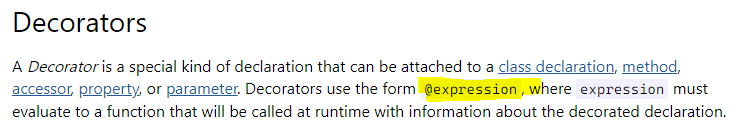 Decorators
A Decorator is a special kind of declaration that can be attached to a class declaration, method,
accessor, property, or parameter. Decorators use the form @expression, where expression must
evaluate to a function that will be called at runtime with information about the decorated declaration.